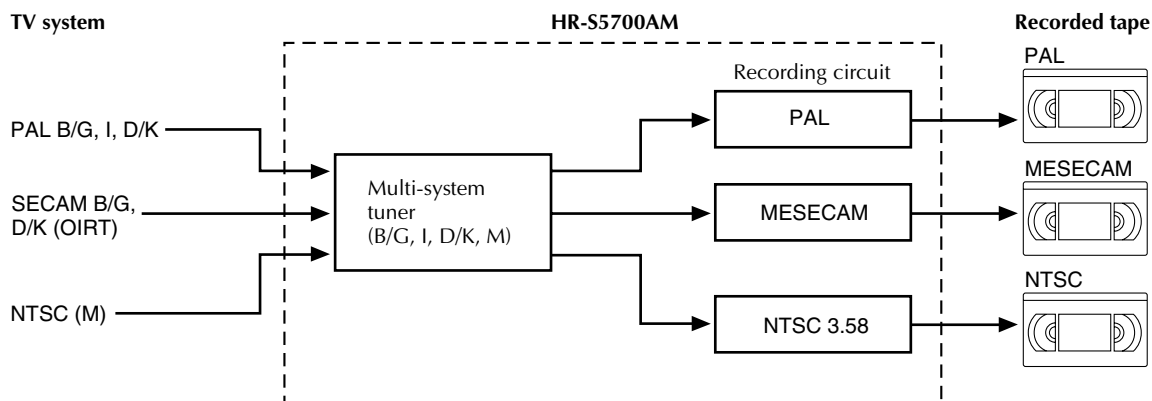 TV system
HR-S5700AM
Recorded tape
PAL
Recording circuit
PAL B/G, I, D/K
PAL
MESECAM
Multi-system
tuner
(B/G, I, D/K, M)
SECAM B/G,
D/K (OIRT)
MESECAM
NTSC
NTSC (M)
NTSC 3.58